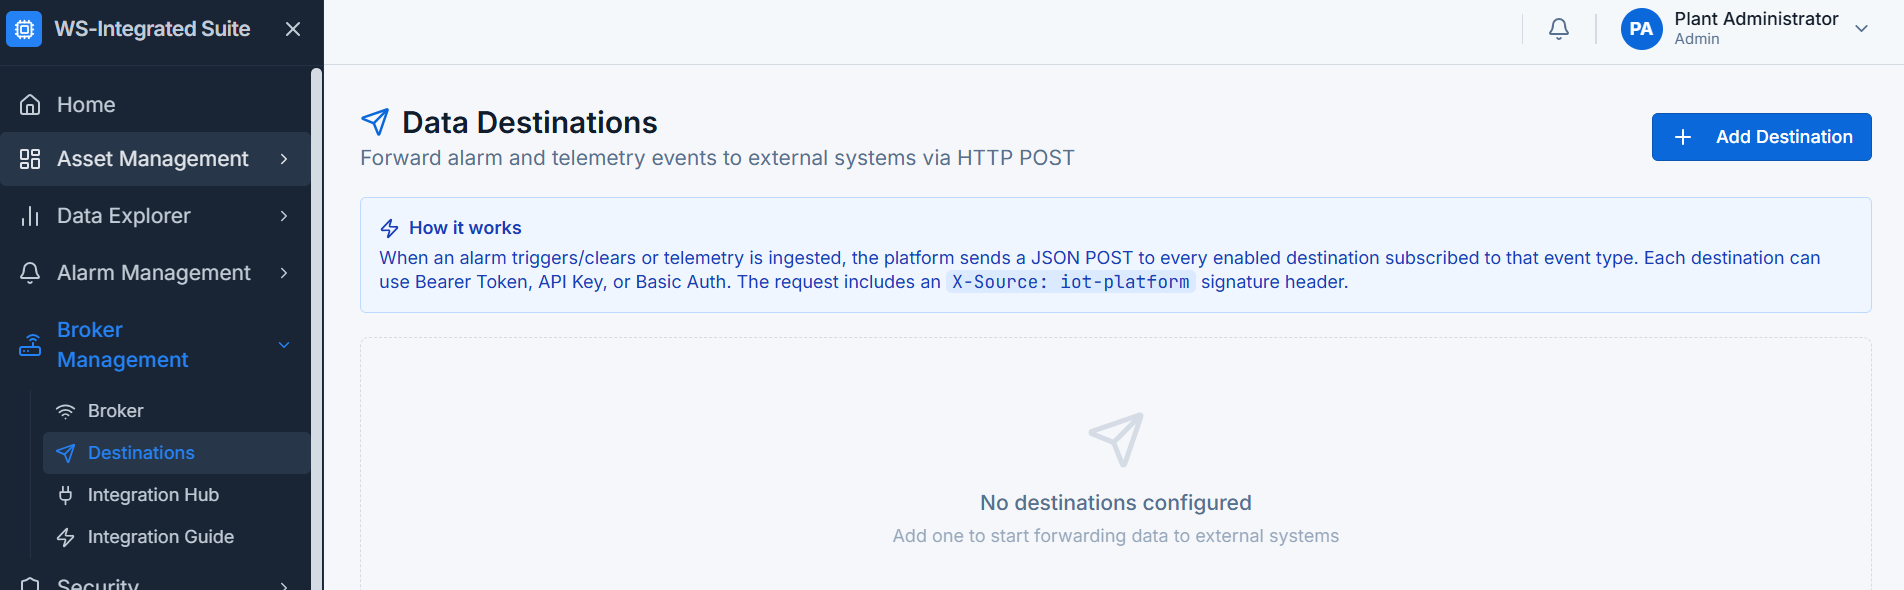 WS-Integrated Suite
PA
Plant Administrator
Admin
Home
Asset Management
Data Explorer
Alarm Management
Broker
Management
Broker
Destinations
Integration Hub
Integration Guide
Security
Data Destinations
Forward alarm and telemetry events to external systems via HTTP POST
Add Destination
How it works
When an alarm triggers/clears or telemetry is ingested, the platform sends a JSON POST to every enabled destination subscribed to that event type. Each destination can
use Bearer Token, API Key, or Basic Auth. The request includes an X-Source: iot-platform signature header.
No destinations configured
Add one to start forwarding data to external systems